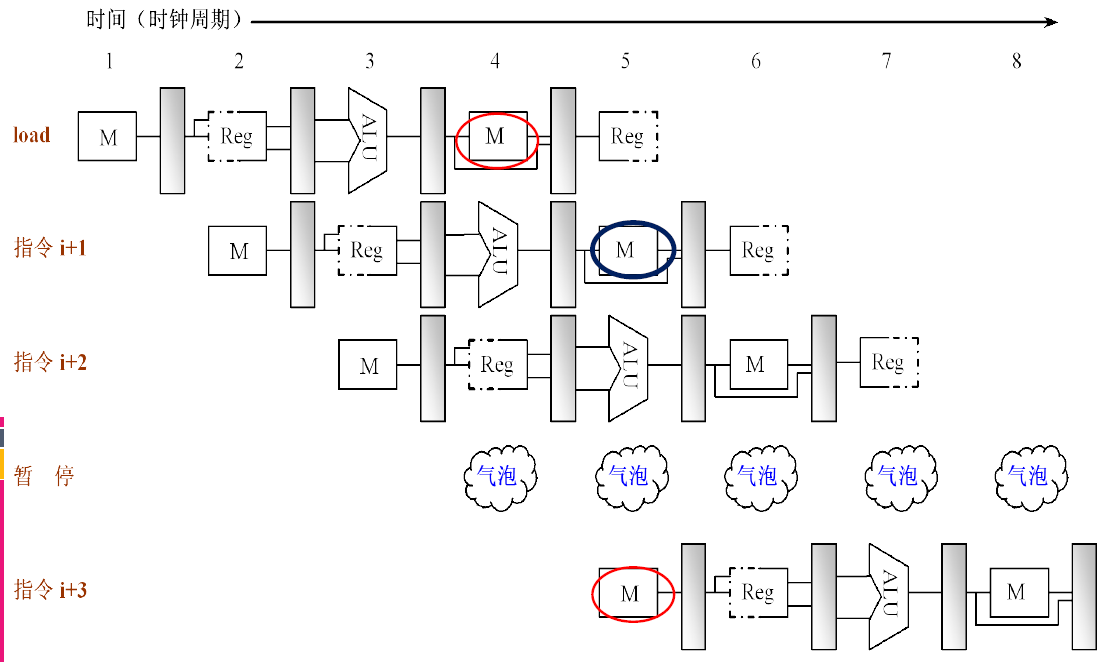 时间（时钟周期）
1 2 3 4 5 6 7 8
load M Reg ALU M Reg
指令 i+1 M Reg ALU M Reg
指令 i+2 M Reg ALU M Reg
暂 停 气泡 气泡 气泡 气泡 气泡
指令 i+3 M Reg ALU M